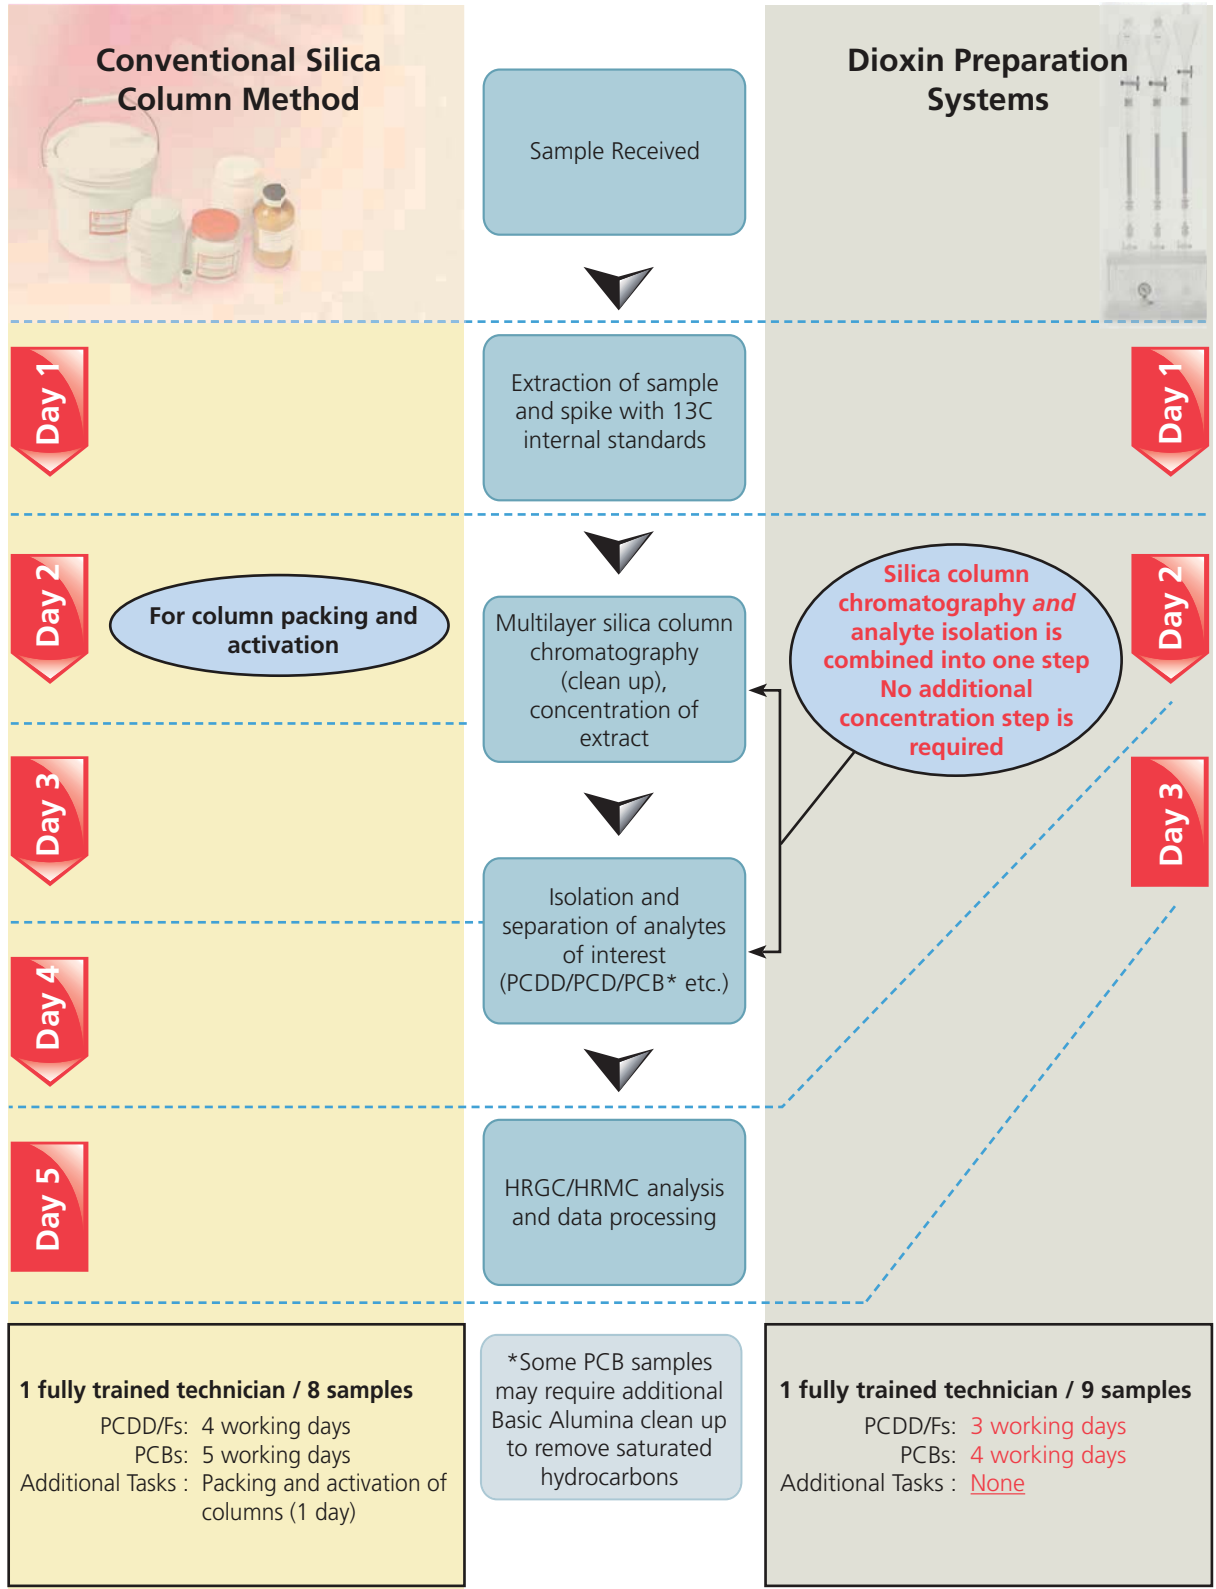 Conventional Silica
Column Method
Dioxin Preparation
Systems
Sample Received
Day 1
Extraction of sample
and spike with 13C
internal standards
Day 1
Day 2
For column packing and
activation
Multilayer silica column
chromatography
(clean up),
concentration of
extract
Silica column
chromatography and
analyte isolation is
combined into one step
No additional
concentration step is
required
Day 2
Day 3
Day 3
Isolation and
separation of analytes
of interest
(PCDD/PCD/PCB* etc.)
Day 4
Day 5
HRGC/HRMC analysis
and data processing
1 fully trained technician / 8 samples
PCDD/Fs: 4 working days
PCBs: 5 working days
Additional Tasks : Packing and activation of
columns (1 day)
*Some PCB samples
may require additional
Basic Alumina clean up
to remove saturated
hydrocarbons
1 fully trained technician / 9 samples
PCDD/Fs: 3 working days
PCBs: 4 working days
Additional Tasks : None